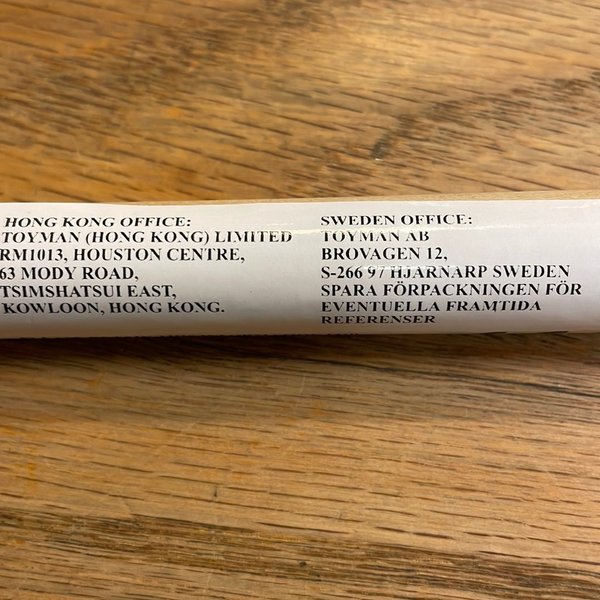 HONG KONG OFFICE:
TOYMAN (HONG KONG) LIMITED
RM1013, HOUSTON CENTRE,
63 MODY ROAD,
TSIMSHATSUI EAST,
KOWLOON, HONG KONG.
SWEDEN OFFICE:
TOYMAN AB
BROVAGEN 12,
S-266 97 HJARNARP SWEDEN
SPARA FÖRPACKNINGEN FÖR
EVENTUELLA FRAMTIDA
REFERENSER